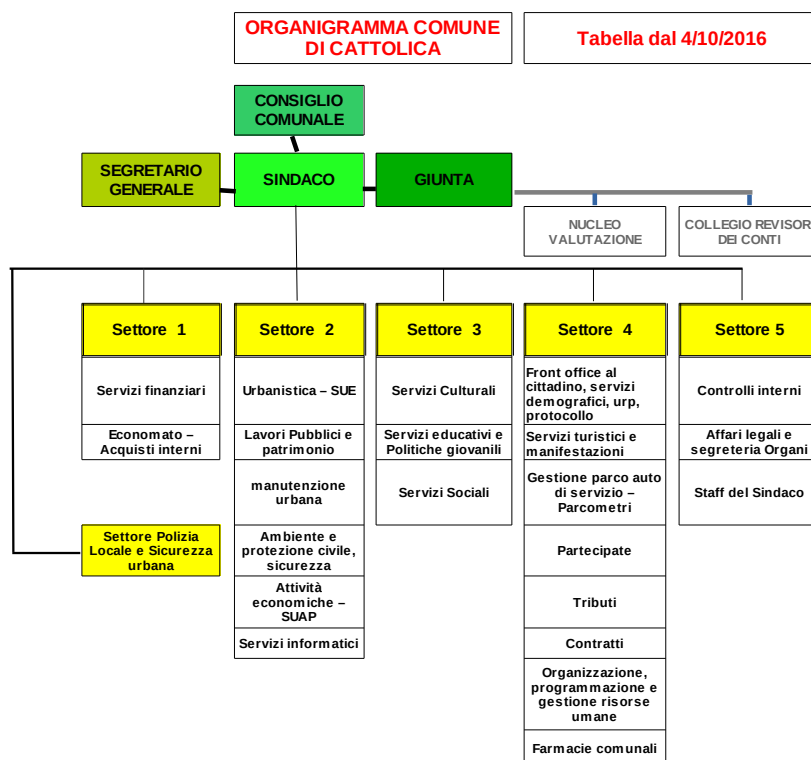 ORGANIGRAMMA COMUNE
DI CATTOLICA
Tabella dal 4/10/2016
CONSIGLIO
COMUNALE
SEGRETARIO
GENERALE
SINDACO
GIUNTA
NUCLEO
VALUTAZIONE
COLLEGIO REVISOR
DEI CONTI
Settore 1
Settore 2
Settore 3
Settore 4
Settore 5
Servizi finanziari
Economato –
Acquisti interni
Settore Polizia
Locale e Sicurezza
urbana
Urbanistica – SUE
Lavori Pubblici e
patrimonio
manutenzione
urbana
Ambiente e
protezione civile,
sicurezza
Attività
economiche –
SUAP
Servizi informatici
Servizi Culturali
Servizi educativi e
Politiche giovanili
Servizi Sociali
Front office al
cittadino, servizi
demografici, urp,
protocollo
Servizi turistici e
manifestazioni
Gestione parco auto
di servizio –
Parcometri
Partecipate
Tributi
Contratti
Organizzazione,
programmazione e
gestione risorse
umane
Farmacie comunali
Controlli interni
Affari legali e
segreteria Organi
Staff del Sindaco